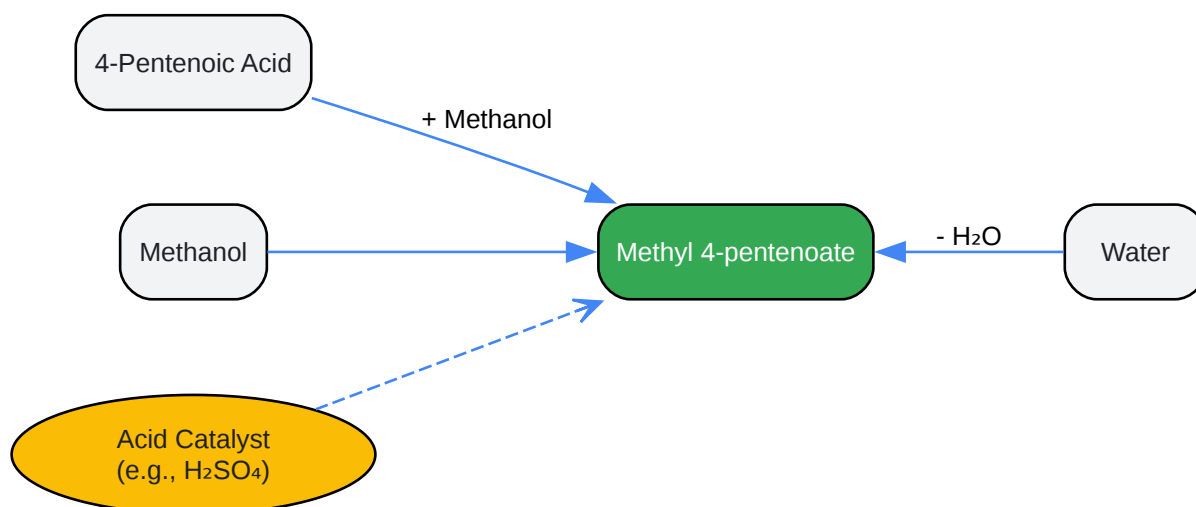 4-Pentenoic Acid
+ Methanol
Methanol
Methyl 4-pentenoate
- H₂O
Water
Acid Catalyst
(e.g., H₂SO₄)